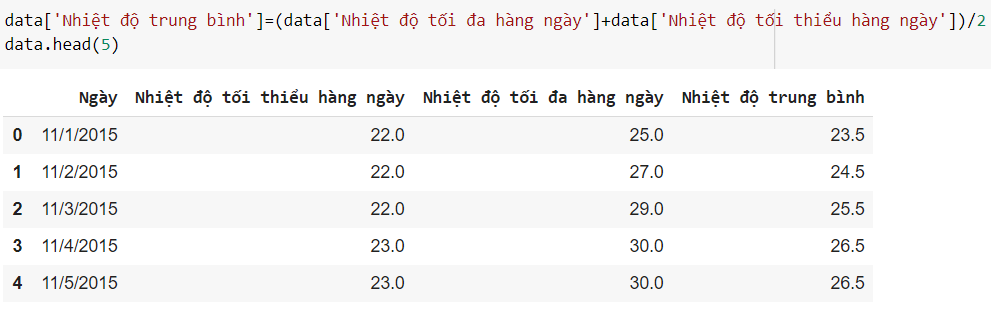 data['Nhiệt độ trung bình']=(data['Nhiệt độ tối đa hàng ngày']+data['Nhiệt độ tối thiểu hàng ngày'])/2
data.head(5)
Ngày Nhiệt độ tối thiểu hàng ngày Nhiệt độ tối đa hàng ngày Nhiệt độ trung bình
0 11/1/2015 22.0 25.0 23.5
1 11/2/2015 22.0 27.0 24.5
2 11/3/2015 22.0 29.0 25.5
3 11/4/2015 23.0 30.0 26.5
4 11/5/2015 23.0 30.0 26.5